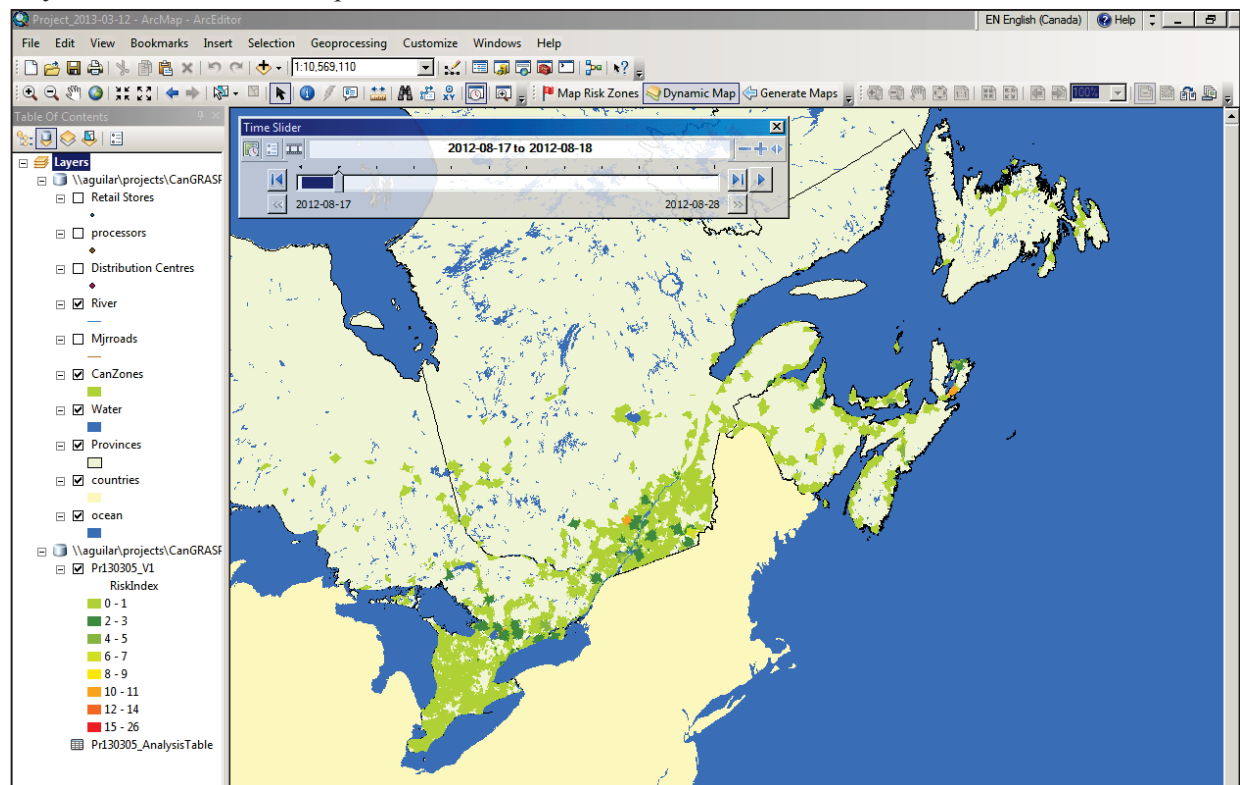 Project_2013-03-12 - ArcMap - ArcEditor
EN English (Canada) Help
File Edit View Bookmarks Insert Selection Geoprocessing Customize Windows Help
1:10,569,110
Map Risk Zones Dynamic Map Generate Maps 100%
Table Of Contents
Time Slider
2012-08-17 to 2012-08-18
2012-08-17 2012-08-28
Layers
\\aguilar\projects\CanGRASP
Retail Stores
processors
Distribution Centres
River
Mjrroads
CanZones
Water
Provinces
countries
ocean
\\aguilar\projects\CanGRASP
Pr130305_V1
RiskIndex
0 - 1
2 - 3
4 - 5
6 - 7
8 - 9
10 - 11
12 - 14
15 - 26
Pr130305_AnalysisTable